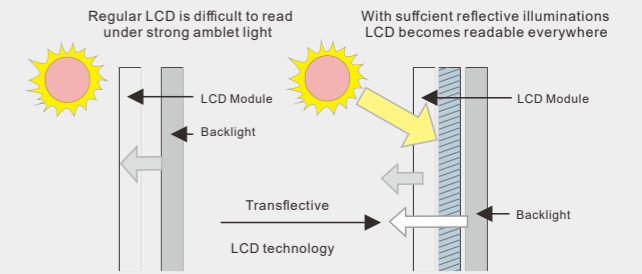 Regular LCD is difficult to read
under strong amblet light
With suffcient reflective illuminations
LCD becomes readable everywhere
LCD Module
Backlight
LCD Module
Transflective
Backlight
LCD technology